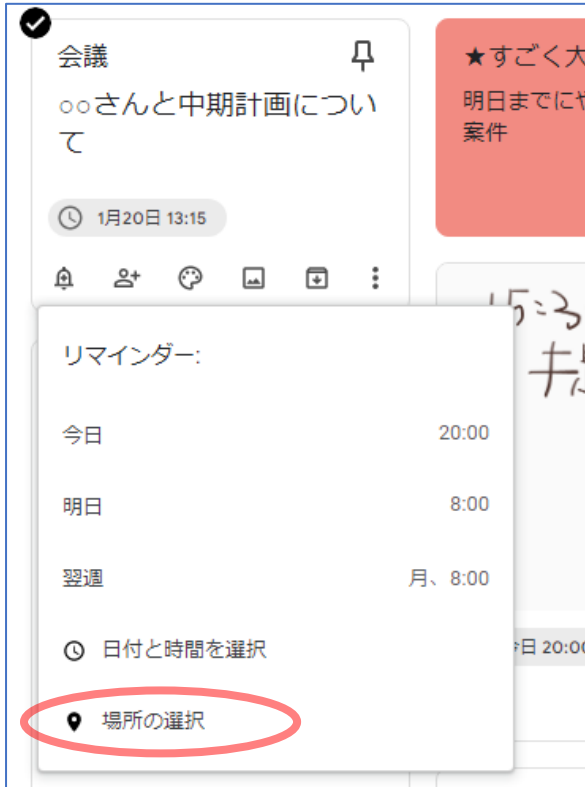 会議
○○さんと中期計画につい
て
1月20日 13:15
★すごく大
明日までに
案件
15:3
リマインダー:
今日 20:00
明日 8:00
翌週 月、8:00
日付と時間を選択
場所の選択
日 20:00